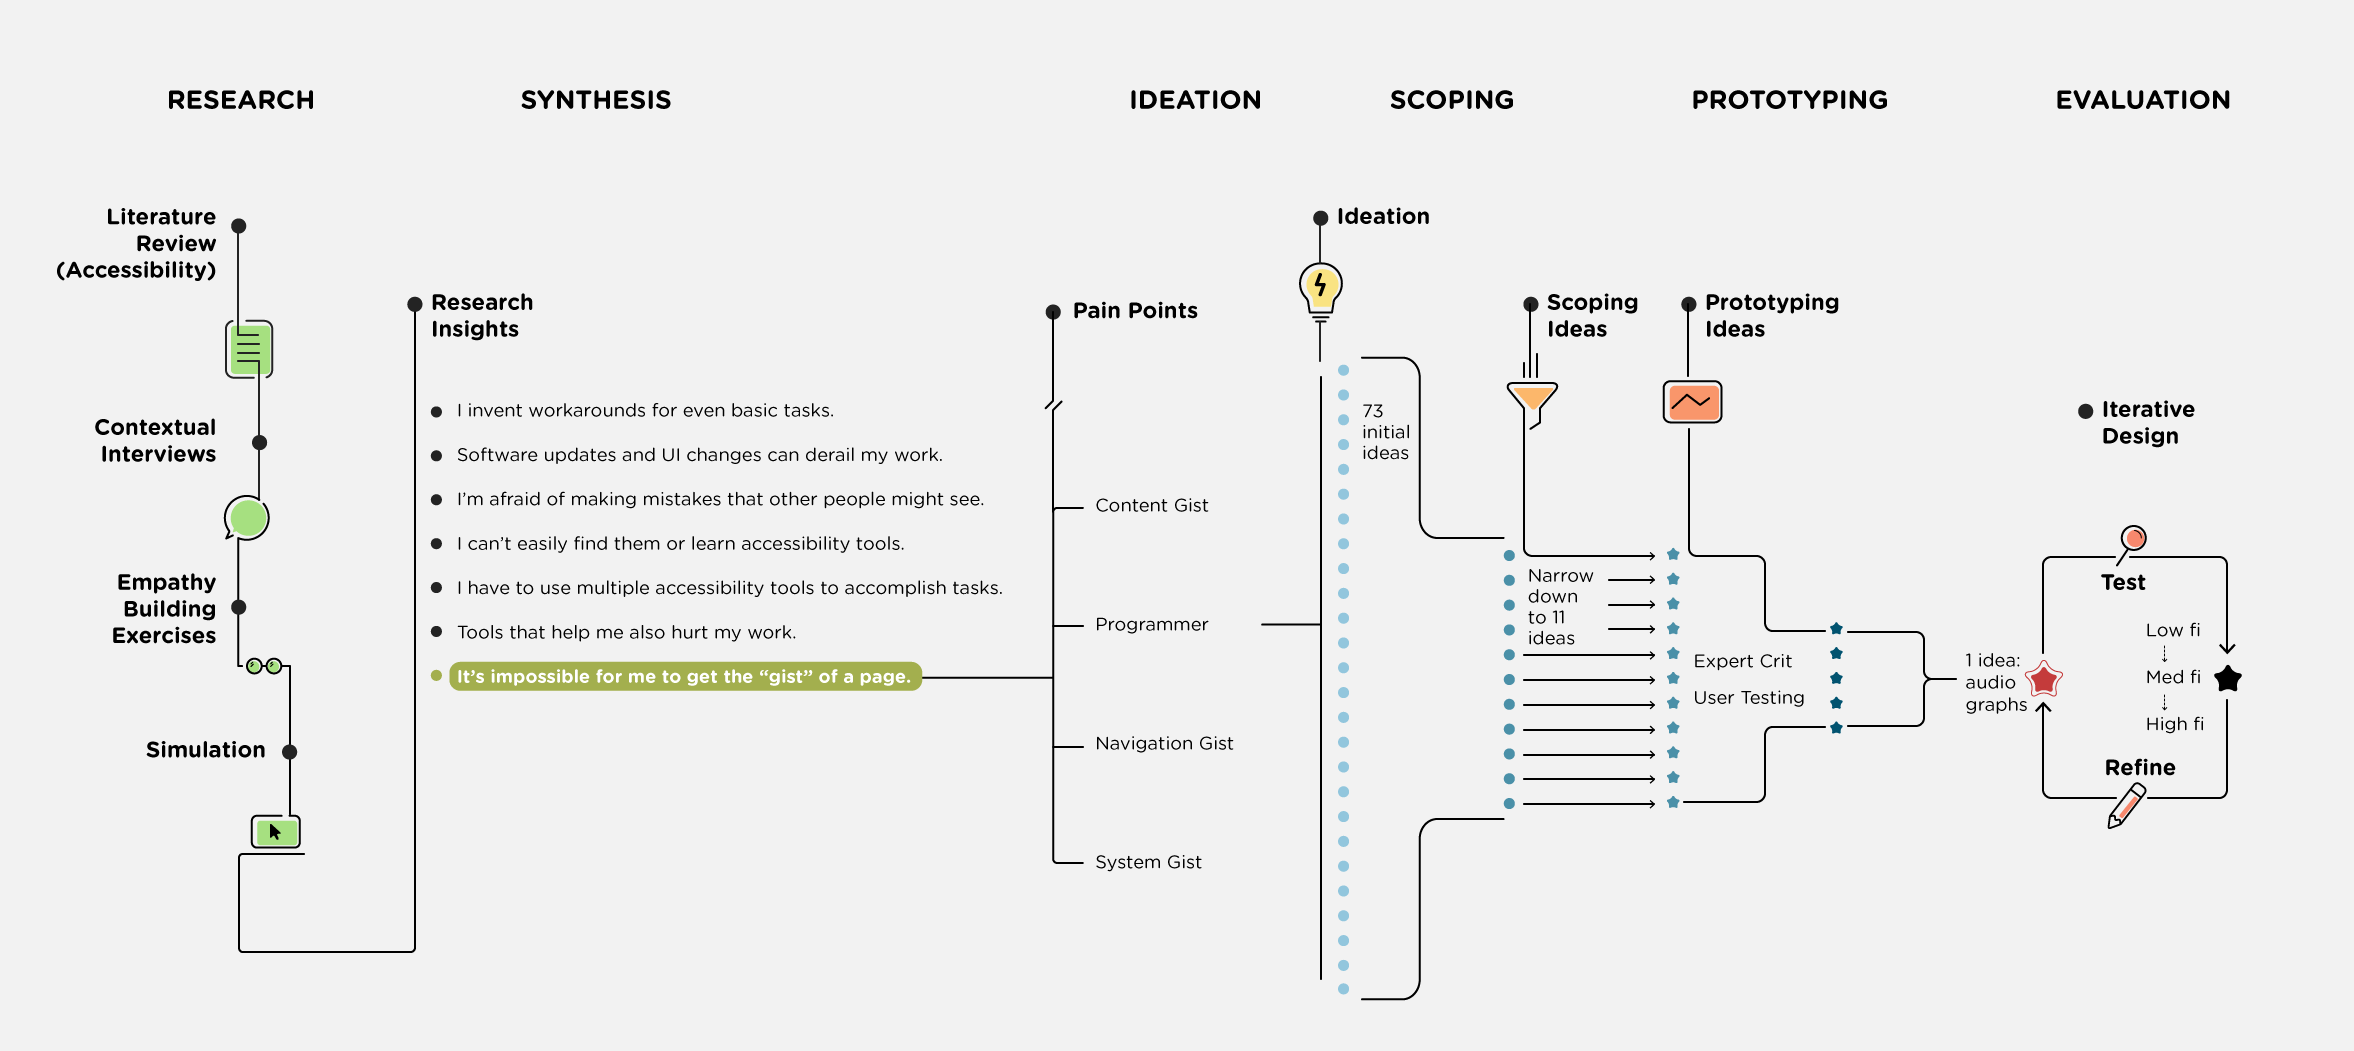 RESEARCH
SYNTHESIS
IDEATION
SCOPING
PROTOTYPING
EVALUATION
Literature
Review
(Accessibility)
Contextual
Interviews
Empathy
Building
Exercises
Simulation
Research
Insights
I invent workarounds for even basic tasks.
Software updates and UI changes can derail my work.
I’m afraid of making mistakes that other people might see.
I can’t easily find them or learn accessibility tools.
I have to use multiple accessibility tools to accomplish tasks.
Tools that help me also hurt my work.
It’s impossible for me to get the “gist” of a page.
Pain Points
Content Gist
Programmer
Navigation Gist
System Gist
Ideation
73
initial
ideas
Scoping
Ideas
Narrow
down
to 11
ideas
Prototyping
Ideas
Expert Crit
User Testing
1 idea:
audio
graphs
Iterative
Design
Test
Low fi
Med fi
High fi
Refine